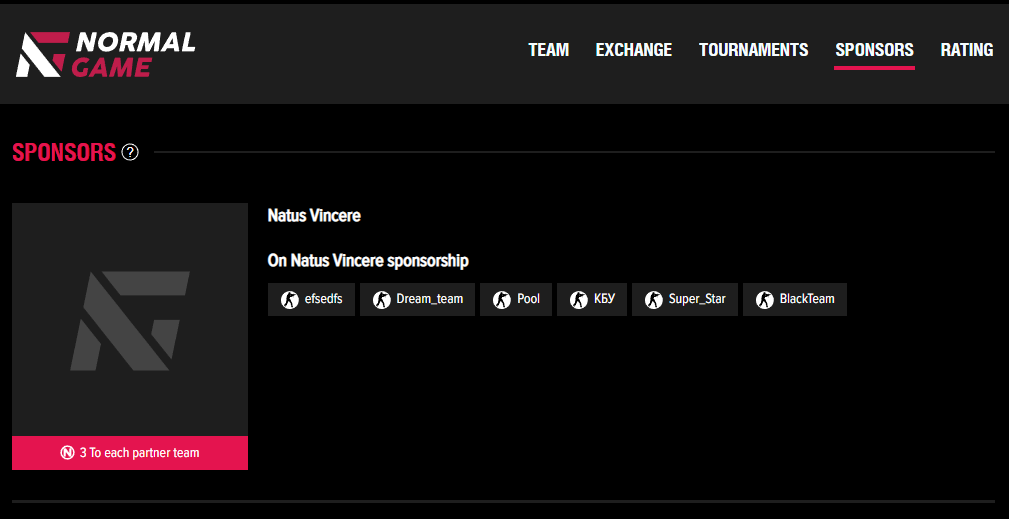 NORMAL
GAME
TEAM EXCHANGE TOURNAMENTS SPONSORS RATING
SPONSORS ?
Natus Vincere
On Natus Vincere sponsorship
efsedfs Dream_team Pool КБУ Super_Star BlackTeam
N 3 To each partner team